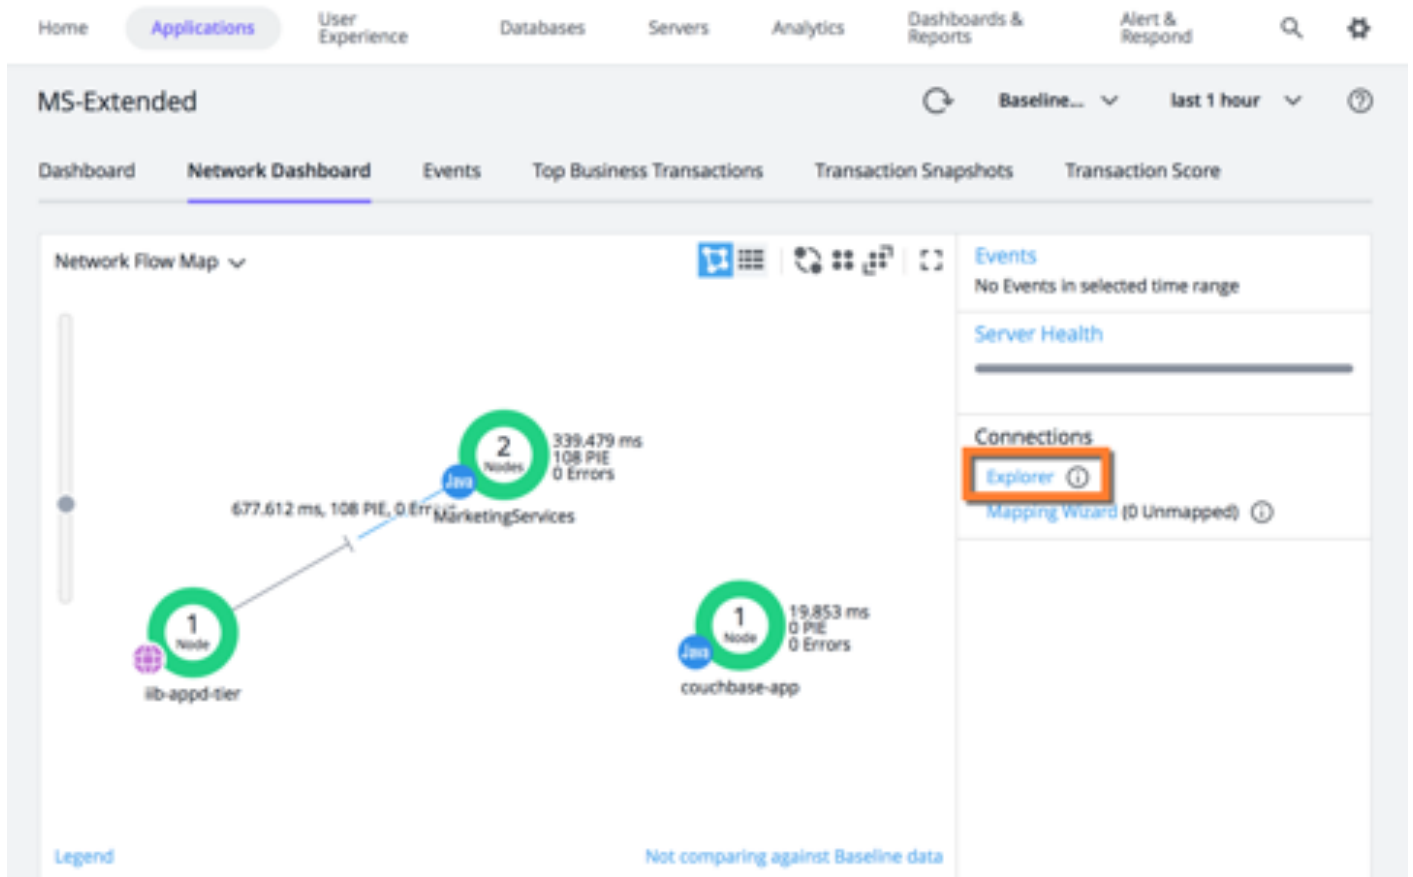 Home
Applications
User
Experience
Databases
Servers
Analytics
Dashboards &
Reports
Alert &
Respond
MS-Extended
Baseline...
last 1 hour
Dashboard
Network Dashboard
Events
Top Business Transactions
Transaction Snapshots
Transaction Score
Network Flow Map
Events
No Events in selected time range
Server Health
Connections
Explorer
Mapping Wizard (0 Unmapped)
2
Nodes
Java
339.479 ms
108 PIE
0 Errors
677.612 ms, 108 PIE, 0
MarketingServices
1
Node
iib-appd-tier
1
Node
Java
19.853 ms
0 PIE
0 Errors
couchbase-app
Legend
Not comparing against Baseline data